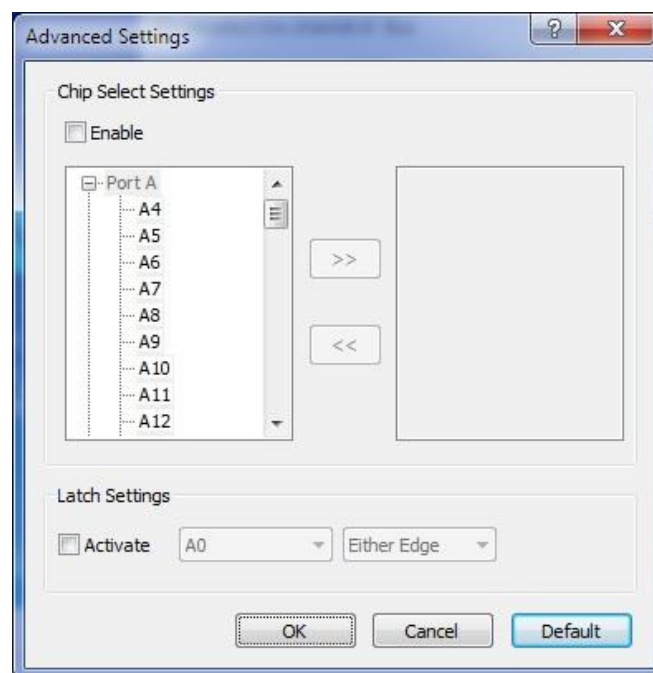 Advanced Settings
Chip Select Settings
Enable
Port A
A4
A5
A6
A7
A8
A9
A10
A11
A12
>>
<<
Latch Settings
Activate A0 Either Edge
OK Cancel Default